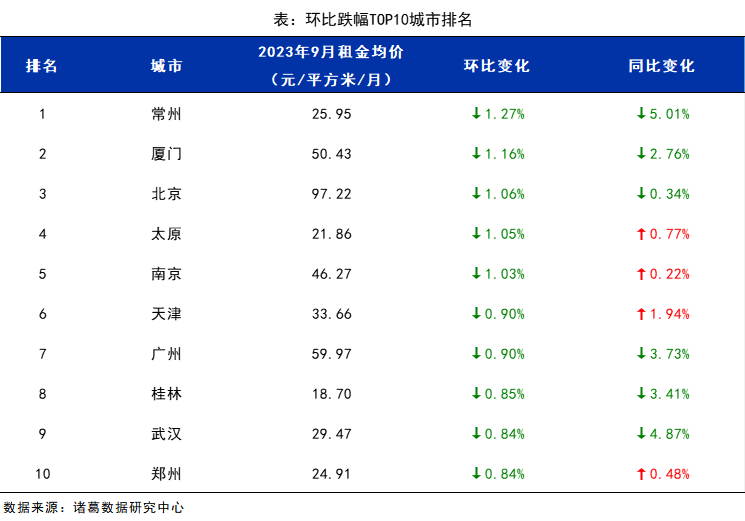 表：环比跌幅TOP10城市排名
排名 城市 2023年9月租金均价 环比变化 同比变化
（元/平方米/月）
1 常州 25.95 ↓1.27% ↓5.01%
2 厦门 50.43 ↓1.16% ↓2.76%
3 北京 97.22 ↓1.06% ↓0.34%
4 太原 21.86 ↓1.05% ↑0.77%
5 南京 46.27 ↓1.03% ↑0.22%
6 天津 33.66 ↓0.90% ↑1.94%
7 广州 59.97 ↓0.90% ↓3.73%
8 桂林 18.70 ↓0.85% ↓3.41%
9 武汉 29.47 ↓0.84% ↓4.87%
10 郑州 24.91 ↓0.84% ↑0.48%
数据来源：诸葛数据研究中心